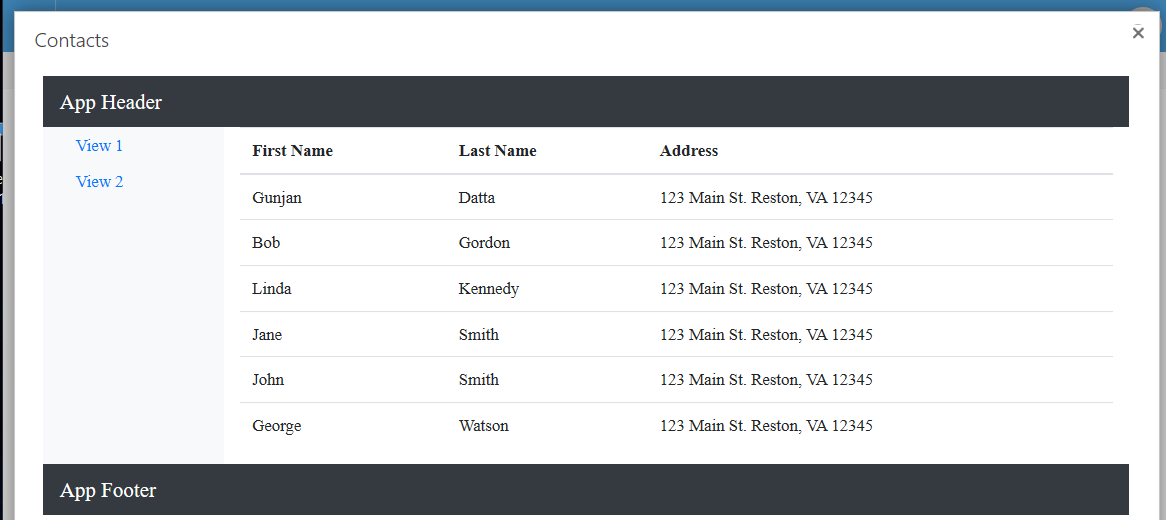 Contacts
App Header
View 1
View 2
First Name Last Name Address
Gunjan Datta 123 Main St. Reston, VA 12345
Bob Gordon 123 Main St. Reston, VA 12345
Linda Kennedy 123 Main St. Reston, VA 12345
Jane Smith 123 Main St. Reston, VA 12345
John Smith 123 Main St. Reston, VA 12345
George Watson 123 Main St. Reston, VA 12345
App Footer